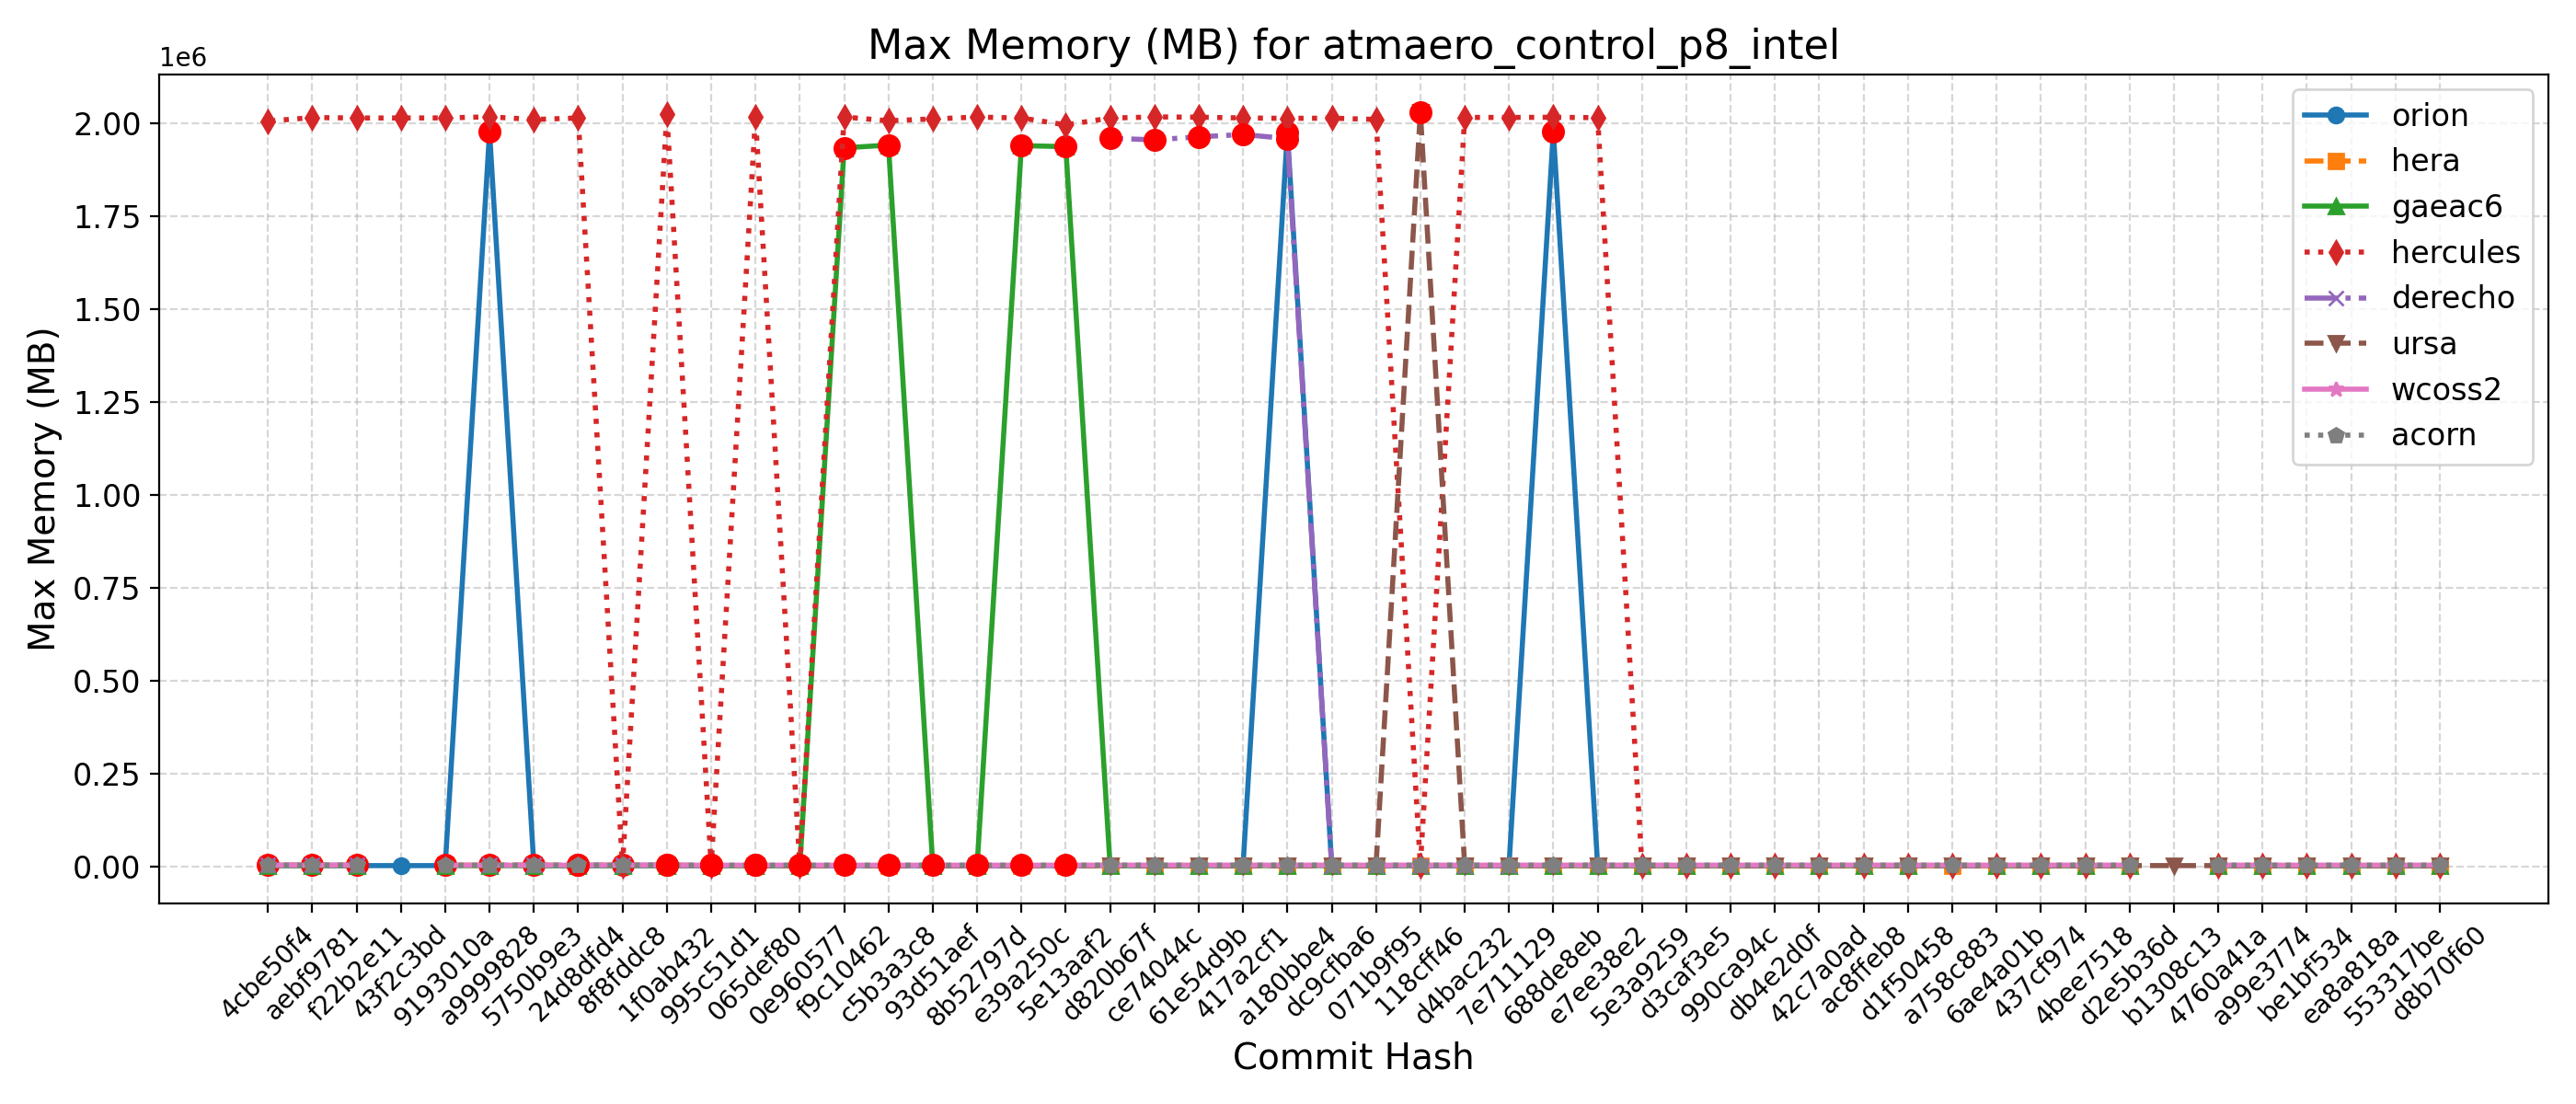 Max Memory (MB) for atmaero_control_p8_intel
1e6
2.00
1.75
1.50
1.25
1.00
0.75
0.50
0.25
0.00
Max Memory (MB)
orion
hera
gaeac6
hercules
derecho
ursa
wcoss2
acorn
4cbe50f4
aebf9781
f22b2e11
43f2c3bd
9193010a
a9999828
5750b9e3
24d8dfd4
8f8fddc8
1f0ab432
995c51d1
065def80
0e960577
f9c10462
c5b3a3c8
93d51aef
8b52797d
e39a250c
5e13aaf2
d820b67f
ce74044c
61e54d9b
417a2cf1
a180bbe4
dc9cfba6
071b9f95
118cff46
d4bac232
7e711129
688de8eb
e7ee38e2
5e3a9259
d3caf3e5
990ca94c
db4e2d0f
42c7a0ad
ac8ffeb8
d1f50458
a758c883
6ae4a01b
437cf974
4bee7518
d2e5b36d
b1308c13
4760a41a
a99e3774
be1bf534
ea8a818a
553317be
d8b70f60
Commit Hash